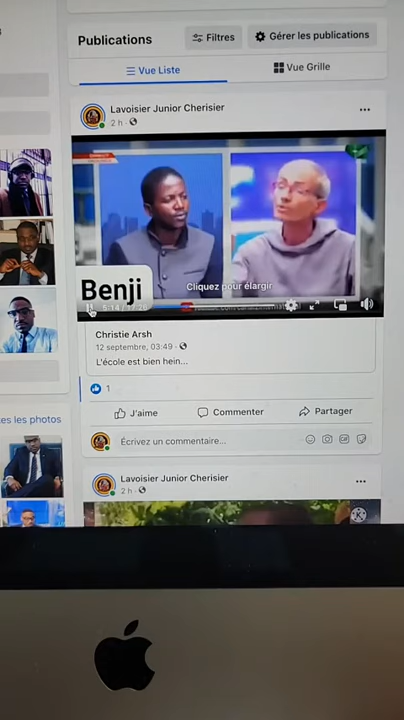 Publications
Filtres
Gérer les publications
Vue Liste
Vue Grille
Lavoisier Junior Cherisier
2 h
Benji
Cliquez pour élargir
Christie Arsh
12 septembre, 03:49
L'école est bien hein...
1
J'aime
Commenter
Partager
es les photos
Écrivez un commentaire...
Lavoisier Junior Cherisier
2 h